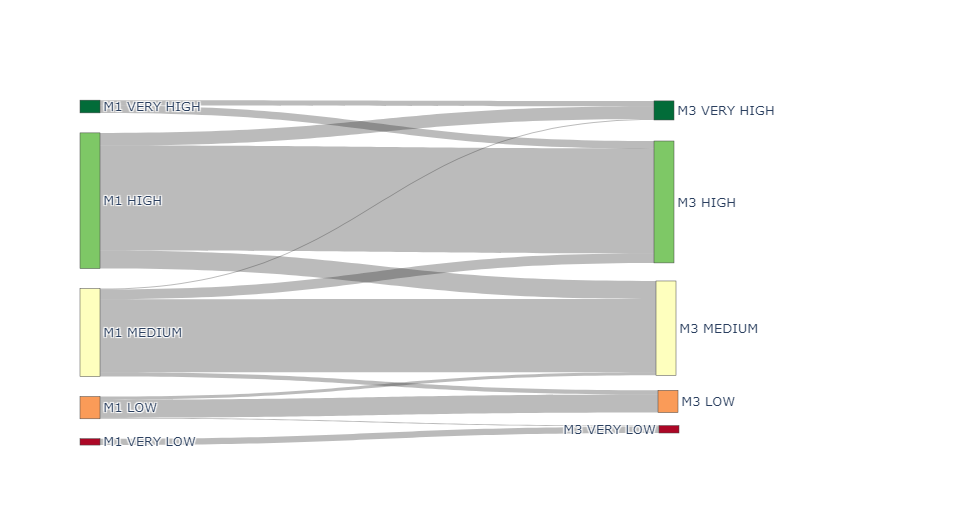 M1 VERY HIGH
M1 HIGH
M1 MEDIUM
M1 LOW
M1 VERY LOW
M3 VERY HIGH
M3 HIGH
M3 MEDIUM
M3 LOW
M3 VERY LOW